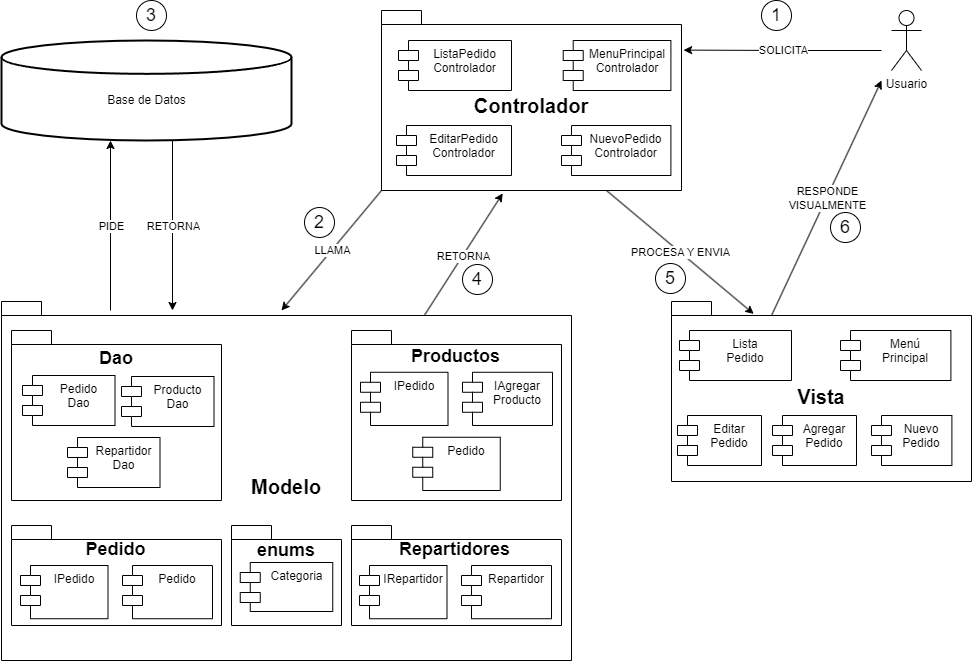 3
1
Base de Datos
ListaPedido
Controlador
MenuPrincipal
Controlador
Controlador
EditarPedido
Controlador
NuevoPedido
Controlador
SOLICITA
Usuario
PIDE
RETORNA
2
LLAMA
RETORNA
4
PROCESA Y ENVIA
5
RESPONDE
VISUALMENTE
6
Dao
Pedido
Dao
Producto
Dao
Repartidor
Dao
Productos
IPedido
IAgregar
Producto
Pedido
Modelo
Pedido
IPedido
Pedido
enums
Categoria
Repartidores
IRepartidor
Repartidor
Lista
Pedido
Menú
Principal
Vista
Editar
Pedido
Agregar
Pedido
Nuevo
Pedido